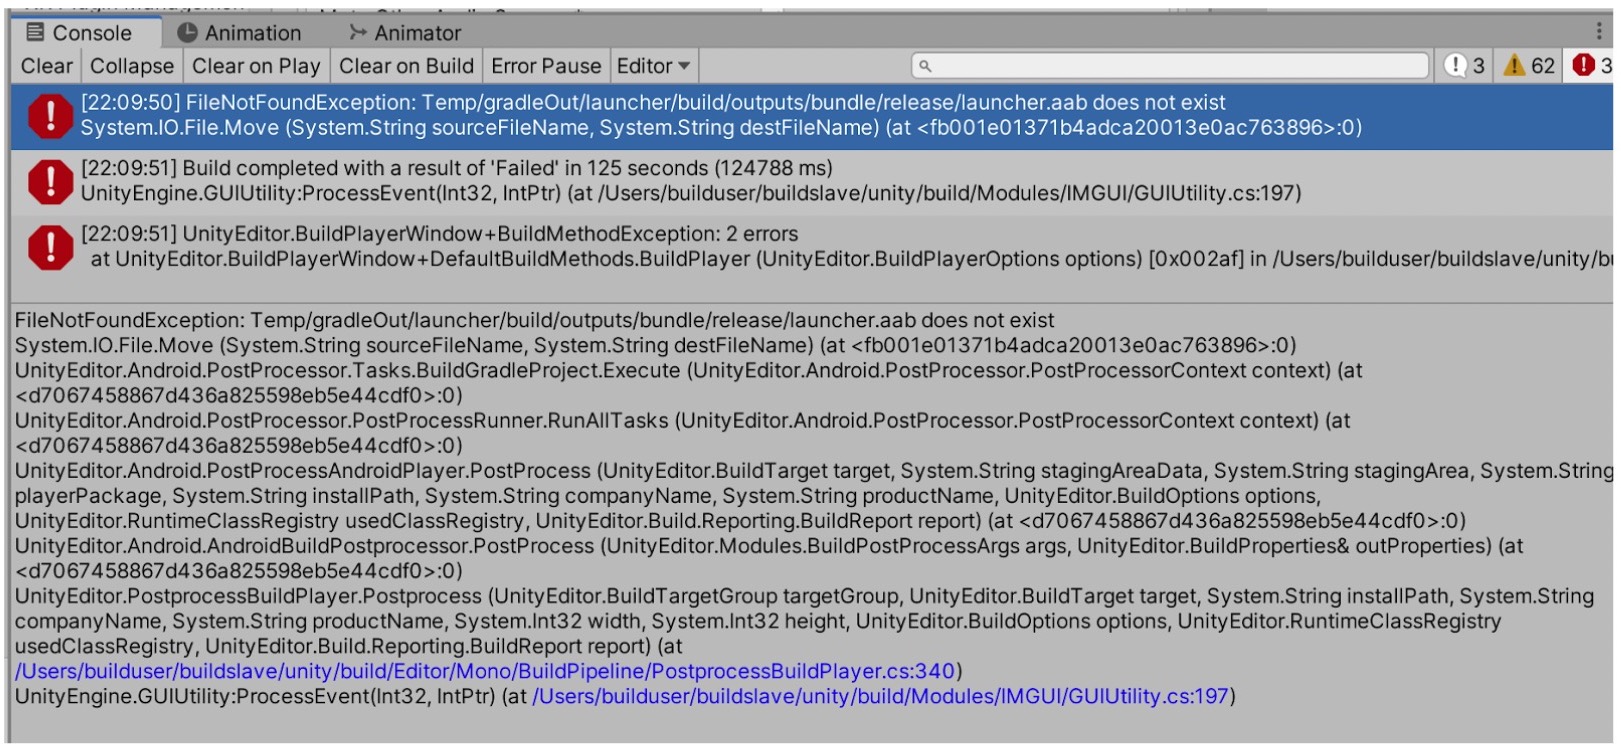 Console
Animation
Animator
Clear
Collapse
Clear on Play
Clear on Build
Error Pause
Editor
3
62
3
[22:09:50] FileNotFoundException: Temp/gradleOut/launcher/build/outputs/bundle/release/launcher.aab does not exist
System.IO.File.Move (System.String sourceFileName, System.String destFileName) (at <fb001e01371b4adca20013e0ac763896>:0)
[22:09:51] Build completed with a result of 'Failed' in 125 seconds (124788 ms)
UnityEngine.GUIUtility:ProcessEvent(Int32, IntPtr) (at /Users/builduser/buildslave/unity/build/Modules/IMGUI/GUIUtility.cs:197)
[22:09:51] UnityEditor.BuildPlayerWindow+BuildMethodException: 2 errors
at UnityEditor.BuildPlayerWindow+DefaultBuildMethods.BuildPlayer (UnityEditor.BuildPlayerOptions options) [0x002af] in /Users/builduser/buildslave/unity/b
FileNotFoundException: Temp/gradleOut/launcher/build/outputs/bundle/release/launcher.aab does not exist
System.IO.File.Move (System.String sourceFileName, System.String destFileName) (at <fb001e01371b4adca20013e0ac763896>:0)
UnityEditor.Android.PostProcessor.Tasks.BuildGradleProject.Execute (UnityEditor.Android.PostProcessor.PostProcessorContext context) (at
<d7067458867d436a825598eb5e44cdf0>:0)
UnityEditor.Android.PostProcessor.PostProcessRunner.RunAllTasks (UnityEditor.Android.PostProcessor.PostProcessorContext context) (at
<d7067458867d436a825598eb5e44cdf0>:0)
UnityEditor.Android.PostProcessAndroidPlayer.PostProcess (UnityEditor.BuildTarget target, System.String stagingAreaData, System.String stagingArea, System.String
playerPackage, System.String installPath, System.String companyName, System.String productName, UnityEditor.BuildOptions options,
UnityEditor.RuntimeClassRegistry usedClassRegistry, UnityEditor.Build.Reporting.BuildReport report) (at <d7067458867d436a825598eb5e44cdf0>:0)
UnityEditor.Android.AndroidBuildPostprocessor.PostProcess (UnityEditor.Modules.BuildPostProcessArgs args, UnityEditor.BuildProperties& outProperties) (at
<d7067458867d436a825598eb5e44cdf0>:0)
UnityEditor.PostprocessBuildPlayer.Postprocess (UnityEditor.BuildTargetGroup targetGroup, UnityEditor.BuildTarget target, System.String installPath, System.String
companyName, System.String productName, System.Int32 width, System.Int32 height, UnityEditor.BuildOptions options, UnityEditor.RuntimeClassRegistry
usedClassRegistry, UnityEditor.Build.Reporting.BuildReport report) (at
/Users/builduser/buildslave/unity/build/Editor/Mono/BuildPipeline/PostprocessBuildPlayer.cs:340)
UnityEngine.GUIUtility:ProcessEvent(Int32, IntPtr) (at /Users/builduser/buildslave/unity/build/Modules/IMGUI/GUIUtility.cs:197)